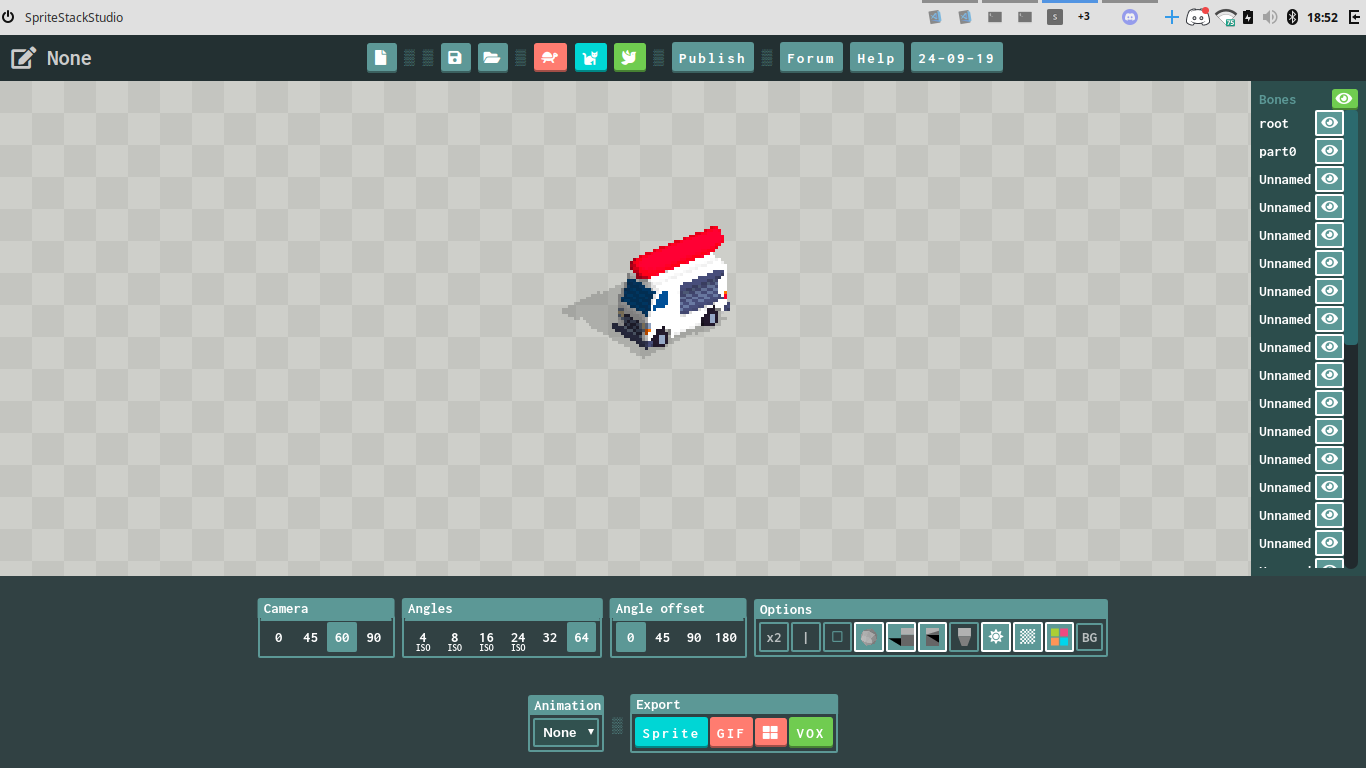 SpriteStackStudio
S
+3
75
18:52
None
Publish
Forum
Help
24-09-19
Bones
root
part0
Unnamed
Unnamed
Unnamed
Unnamed
Unnamed
Unnamed
Unnamed
Unnamed
Unnamed
Unnamed
Unnamed
Unnamed
Unnamed
Unnamed
Camera
0 45 60 90
Angles
4 8 16 24 32 64
ISO ISO ISO ISO
Angle offset
0 45 90 180
Options
x2 | BG
Animation
None
Export
Sprite GIF VOX